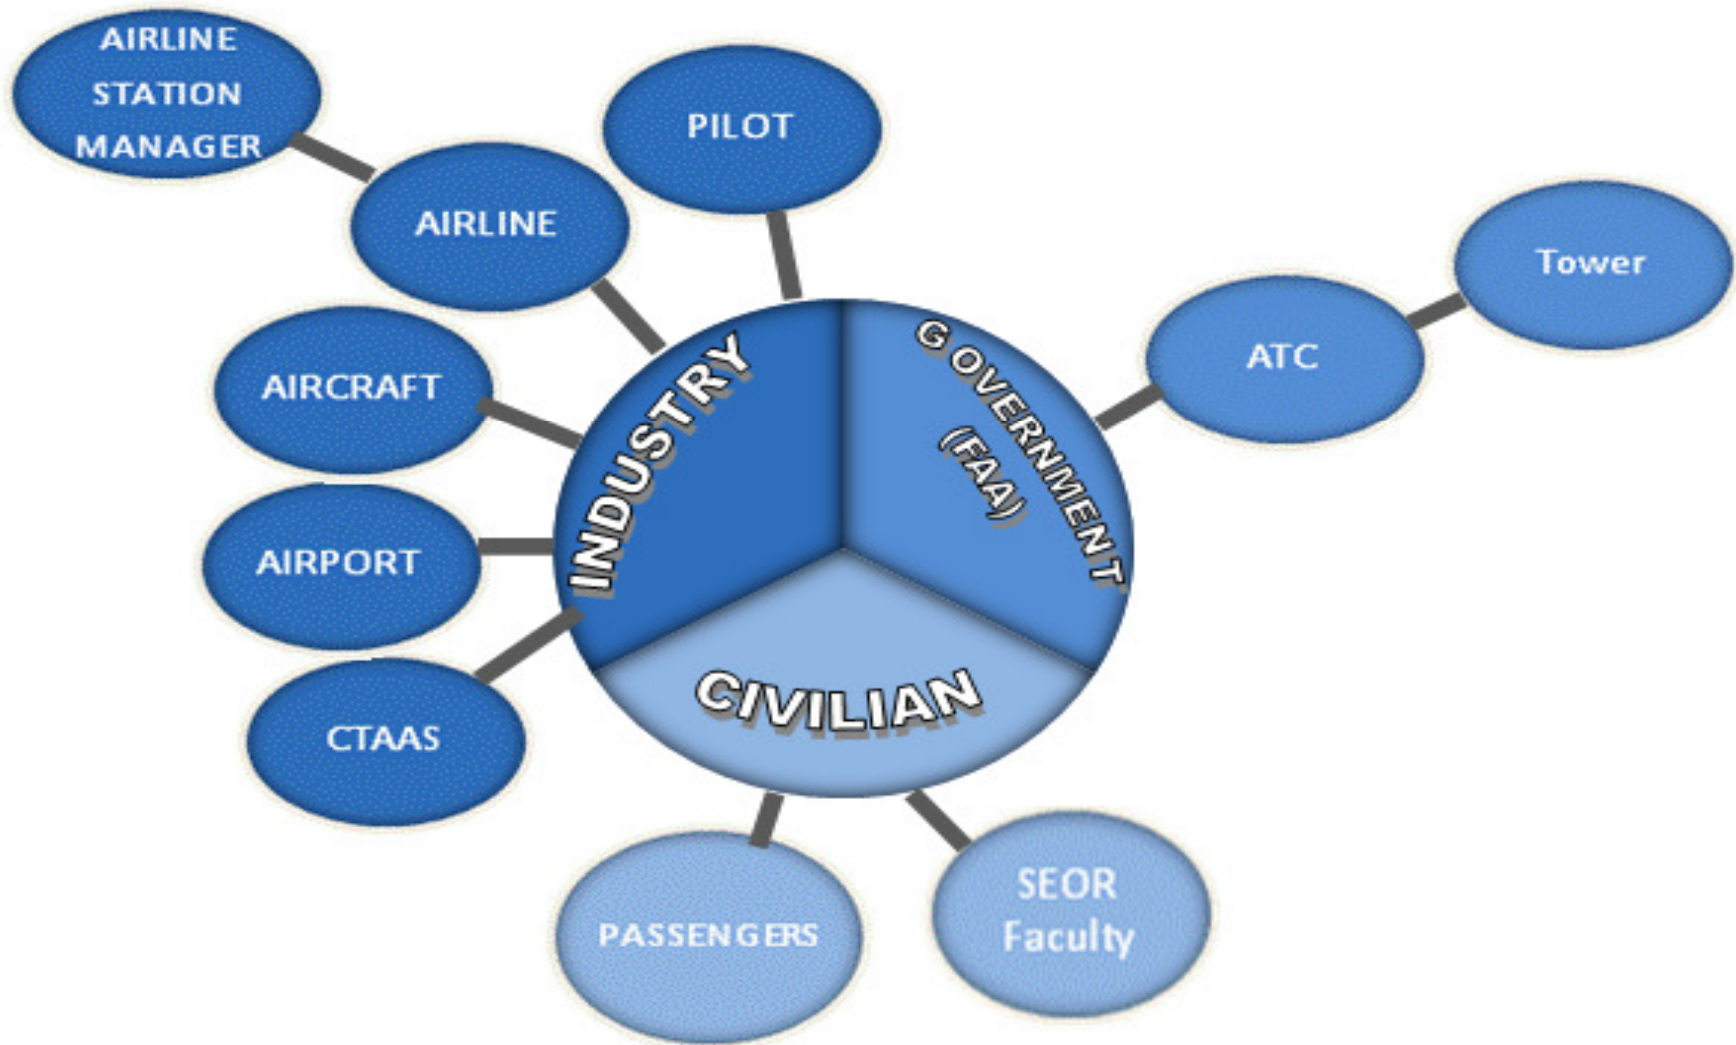 AIRLINE
STATION
MANAGER
PILOT
AIRLINE
Tower
ATC
AIRCRAFT
AIRPORT
CTAAS
INDUSTRY
GOVERNMENT
(FAA)
CIVILIAN
PASSENGERS
SEOR
Faculty